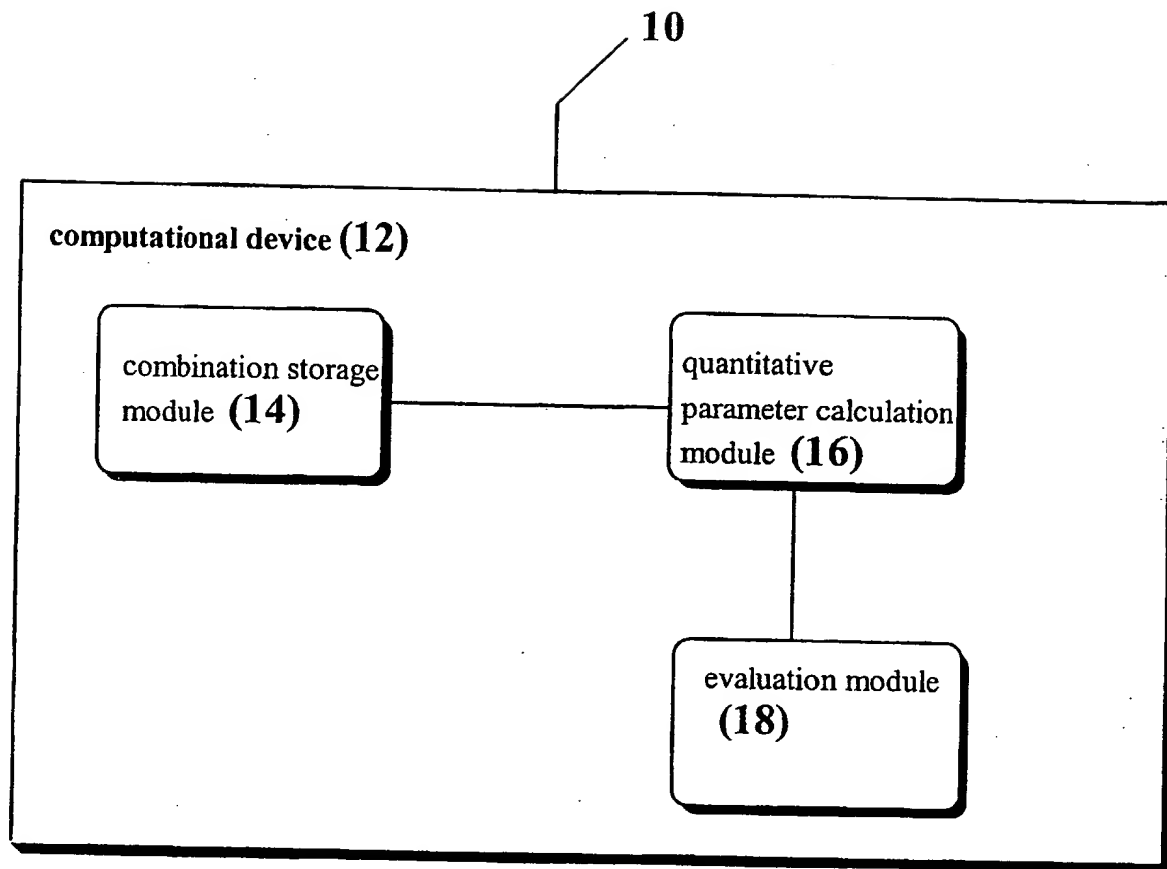 10
computational device (12)
combination storage
module (14)
quantitative
parameter calculation
module (16)
evaluation module
(18)